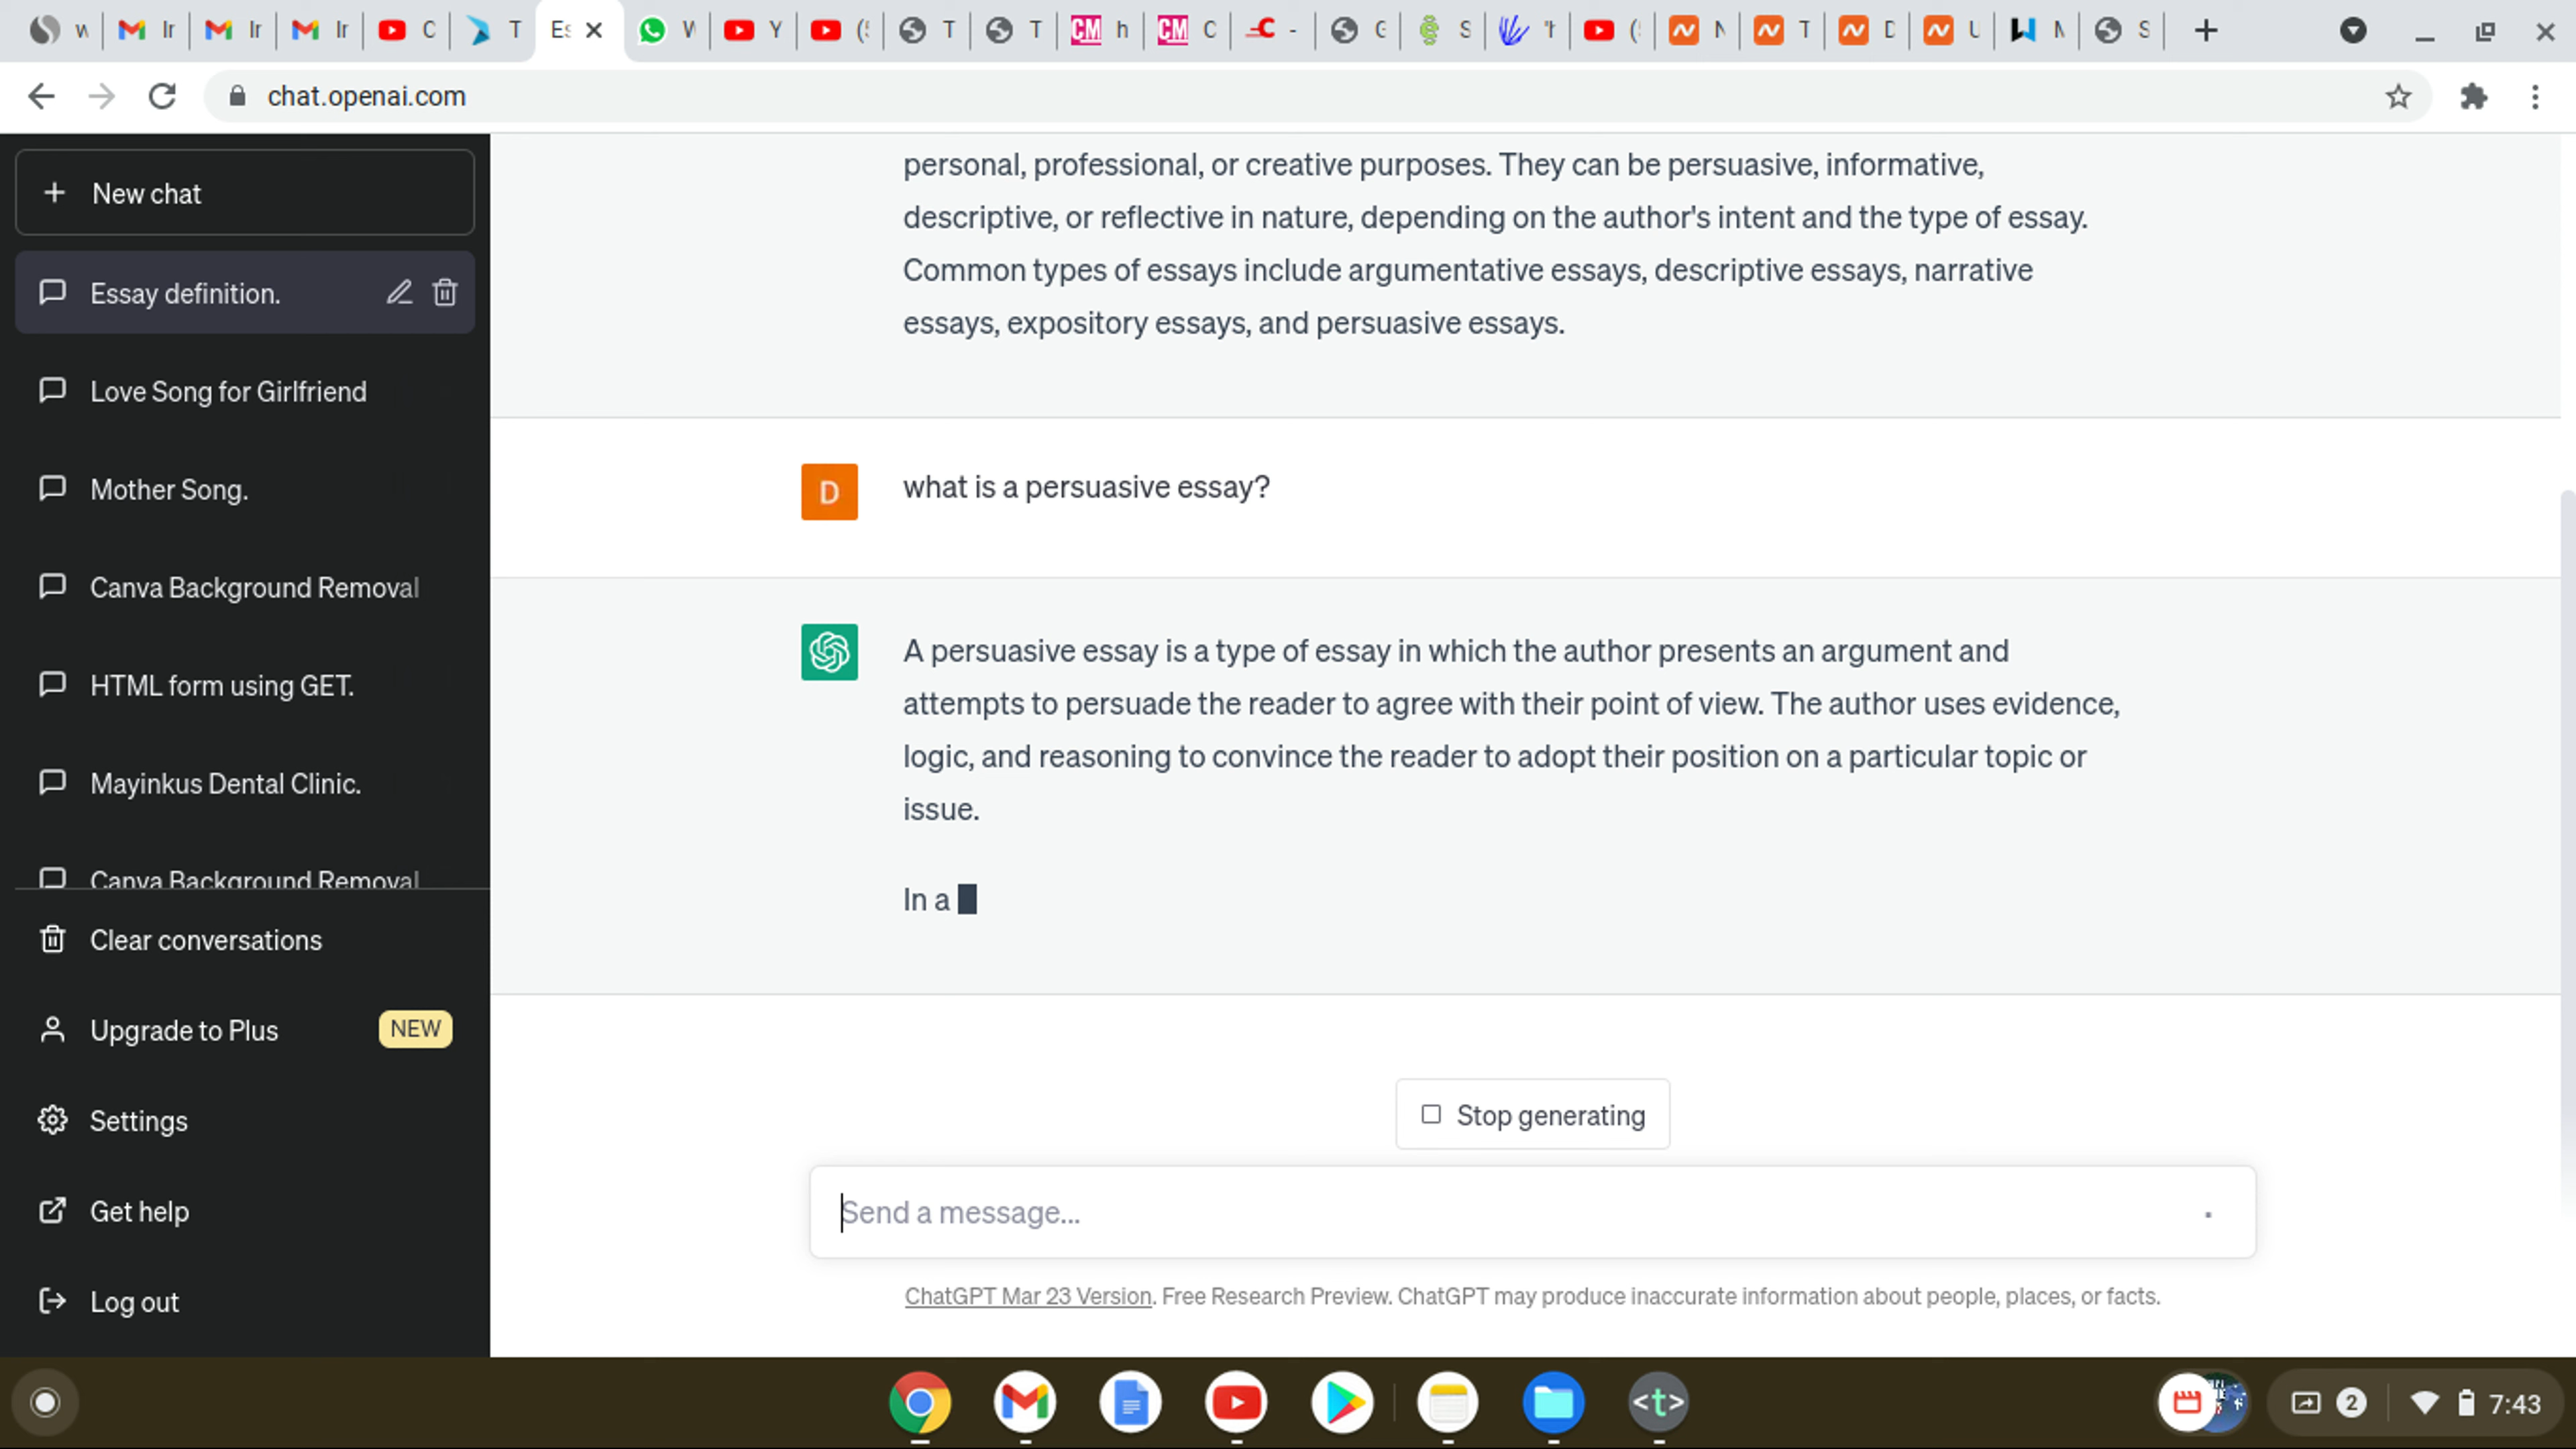 w Ir Ir Ir C T Es W Y (5 T T CM h CM C - G S "h ( N T D U M S
chat.openai.com
New chat
Essay definition.
Love Song for Girlfriend
Mother Song.
Canva Background Removal
HTML form using GET.
Mayinkus Dental Clinic.
Canva Background Removal
Clear conversations
Upgrade to Plus NEW
Settings
Get help
Log out
personal, professional, or creative purposes. They can be persuasive, informative,
descriptive, or reflective in nature, depending on the author's intent and the type of essay.
Common types of essays include argumentative essays, descriptive essays, narrative
essays, expository essays, and persuasive essays.
D what is a persuasive essay?
A persuasive essay is a type of essay in which the author presents an argument and
attempts to persuade the reader to agree with their point of view. The author uses evidence,
logic, and reasoning to convince the reader to adopt their position on a particular topic or
issue.
In a
Stop generating
Send a message...
ChatGPT Mar 23 Version. Free Research Preview. ChatGPT may produce inaccurate information about people, places, or facts.
<t> 2 7:43